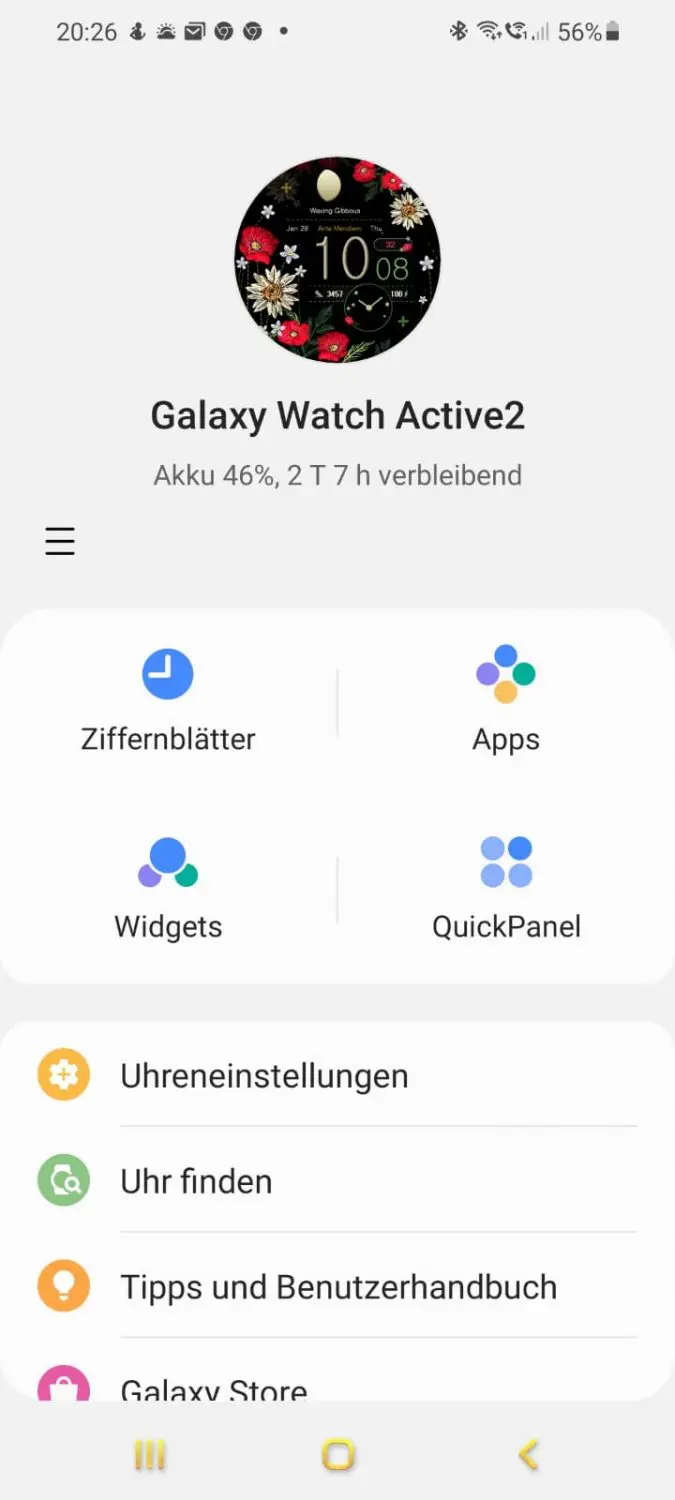 20:26
56%
Waxing Gibbous
Jan 28 Ante Meridiem Thu
32
10 08
3457 100
Galaxy Watch Active2
Akku 46%, 2 T 7 h verbleibend
Ziffernblätter
Apps
Widgets
QuickPanel
Uhreneinstellungen
Uhr finden
Tipps und Benutzerhandbuch
Galaxy Store